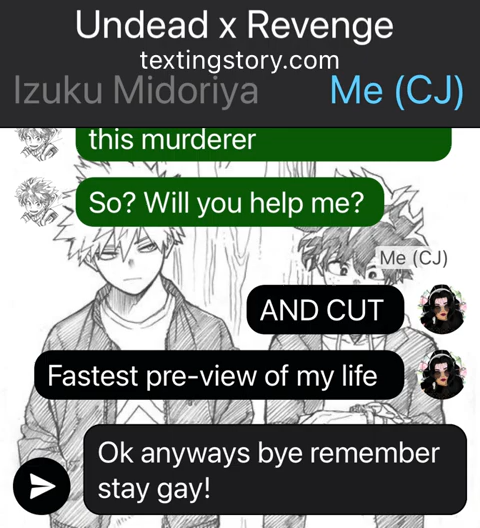 Undead x Revenge
textingstory.com
Izuku Midoriya Me (CJ)
this murderer
So? Will you help me?
Me (CJ)
AND CUT
Fastest pre-view of my life
Ok anyways bye remember
stay gay!